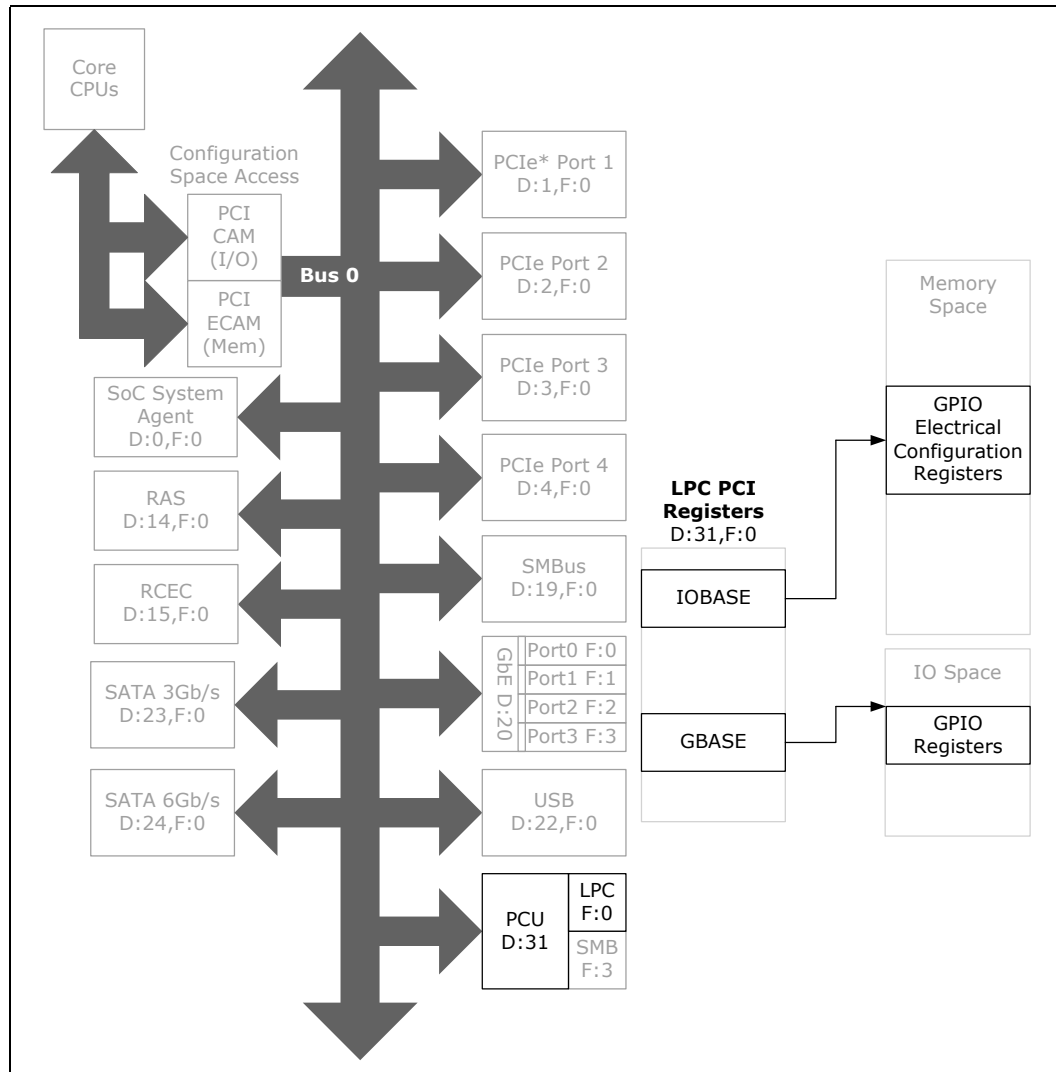 Core
CPUs
Configuration
Space Access
PCI
CAM
(I/O)
PCI
ECAM
(Mem)
Bus 0
SoC System
Agent
D:0,F:0
RAS
D:14,F:0
RCEC
D:15,F:0
SATA 3Gb/s
D:23,F:0
SATA 6Gb/s
D:24,F:0
PCIe* Port 1
D:1,F:0
PCIe Port 2
D:2,F:0
PCIe Port 3
D:3,F:0
PCIe Port 4
D:4,F:0
SMBus
D:19,F:0
GbE D:20
Port0 F:0
Port1 F:1
Port2 F:2
Port3 F:3
USB
D:22,F:0
PCU
D:31
LPC
F:0
SMB
F:3
LPC PCI
Registers
D:31,F:0
IOBASE
GBASE
Memory
Space
GPIO
Electrical
Configuration
Registers
IO Space
GPIO
Registers